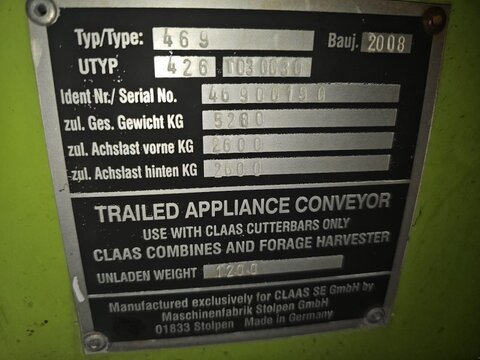 Typ/Type: 469 Bauj. 2008
UTYP 426 0030030
Ident Nr./ Serial No. 46900190
zul. Ges. Gewicht KG 5200
zul. Achslast vorne KG 2600
zul. Achslast hinten KG 2600
TRAILED APPLIANCE CONVEYOR
USE WITH CLAAS CUTTERBARS ONLY
CLAAS COMBINES AND FORAGE HARVESTER
UNLADEN WEIGHT 1200
Manufactured exclusively for CLAAS SE GmbH by
Maschinenfabrik Stolpen GmbH
01833 Stolpen Made in Germany